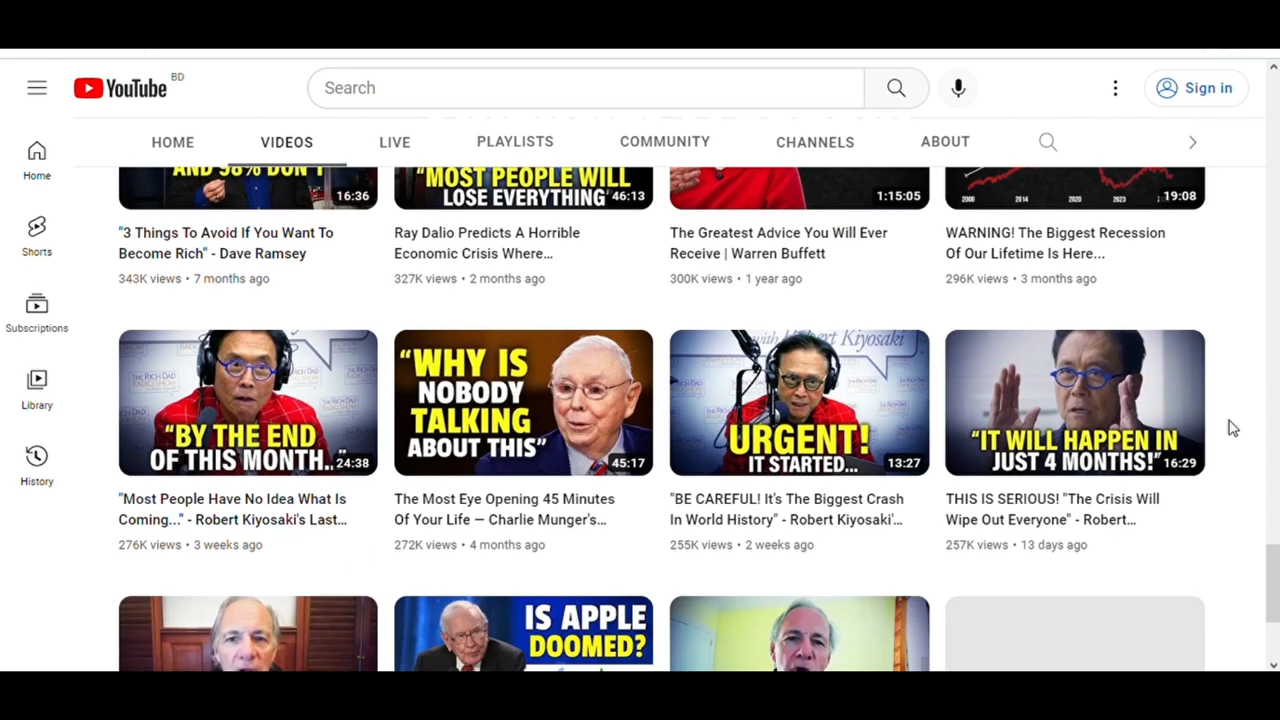 YouTube BD
Search
Sign in
HOME VIDEOS LIVE PLAYLISTS COMMUNITY CHANNELS ABOUT
Home
Shorts
Subscriptions
Library
History
AND 98% DON'T
16:36
"MOST PEOPLE WILL
LOSE EVERYTHING"
46:13
1:15:05
2008 2014 2020 2023
19:08
"3 Things To Avoid If You Want To
Become Rich" - Dave Ramsey
343K views • 7 months ago
Ray Dalio Predicts A Horrible
Economic Crisis Where...
327K views • 2 months ago
The Greatest Advice You Will Ever
Receive | Warren Buffett
300K views • 1 year ago
WARNING! The Biggest Recession
Of Our Lifetime Is Here...
296K views • 3 months ago
THE RICH DAD
RADIO SHOW
"BY THE END
OF THIS MONTH..."
24:38
"WHY IS
NOBODY
TALKING
ABOUT THIS"
45:17
with Robert Kiyosaki
URGENT!
IT STARTED...
13:27
"IT WILL HAPPEN IN
JUST 4 MONTHS!"
16:29
"Most People Have No Idea What Is
Coming..." - Robert Kiyosaki's Last...
276K views • 3 weeks ago
The Most Eye Opening 45 Minutes
Of Your Life — Charlie Munger's...
272K views • 4 months ago
"BE CAREFUL! It's The Biggest Crash
In World History" - Robert Kiyosaki'...
255K views • 2 weeks ago
THIS IS SERIOUS! "The Crisis Will
Wipe Out Everyone" - Robert...
257K views • 13 days ago
IS APPLE
DOOMED?